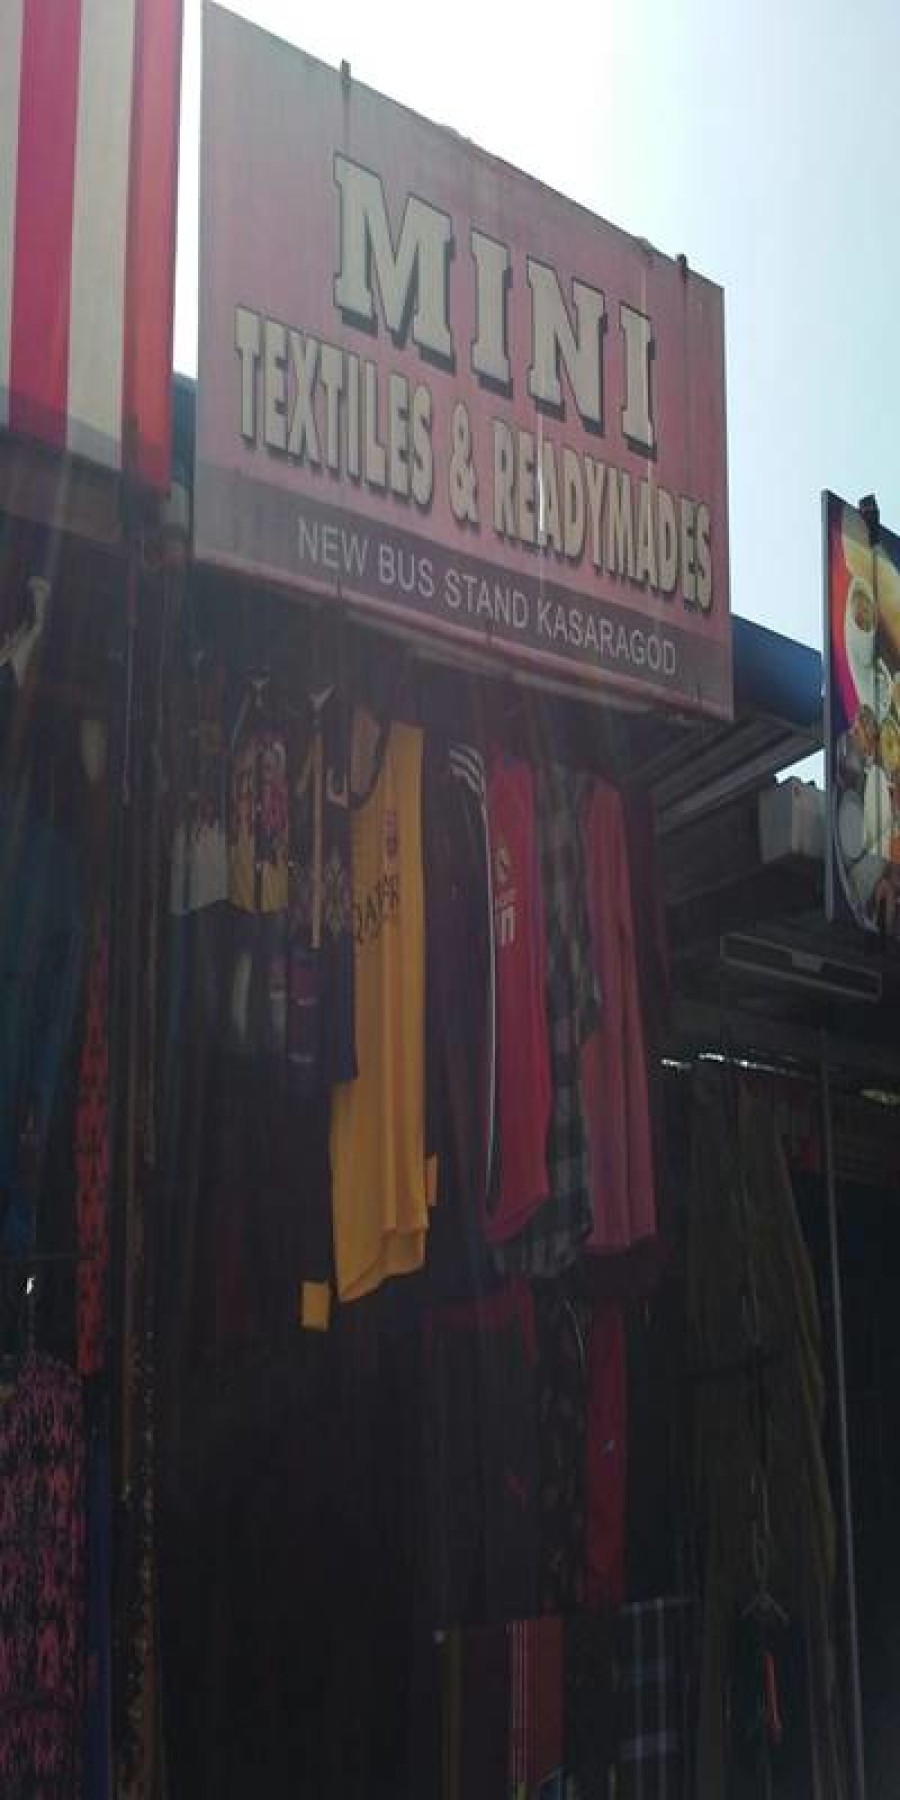 MINI
TEXTILES & READYMADES
NEW BUS STAND KASARAGOD